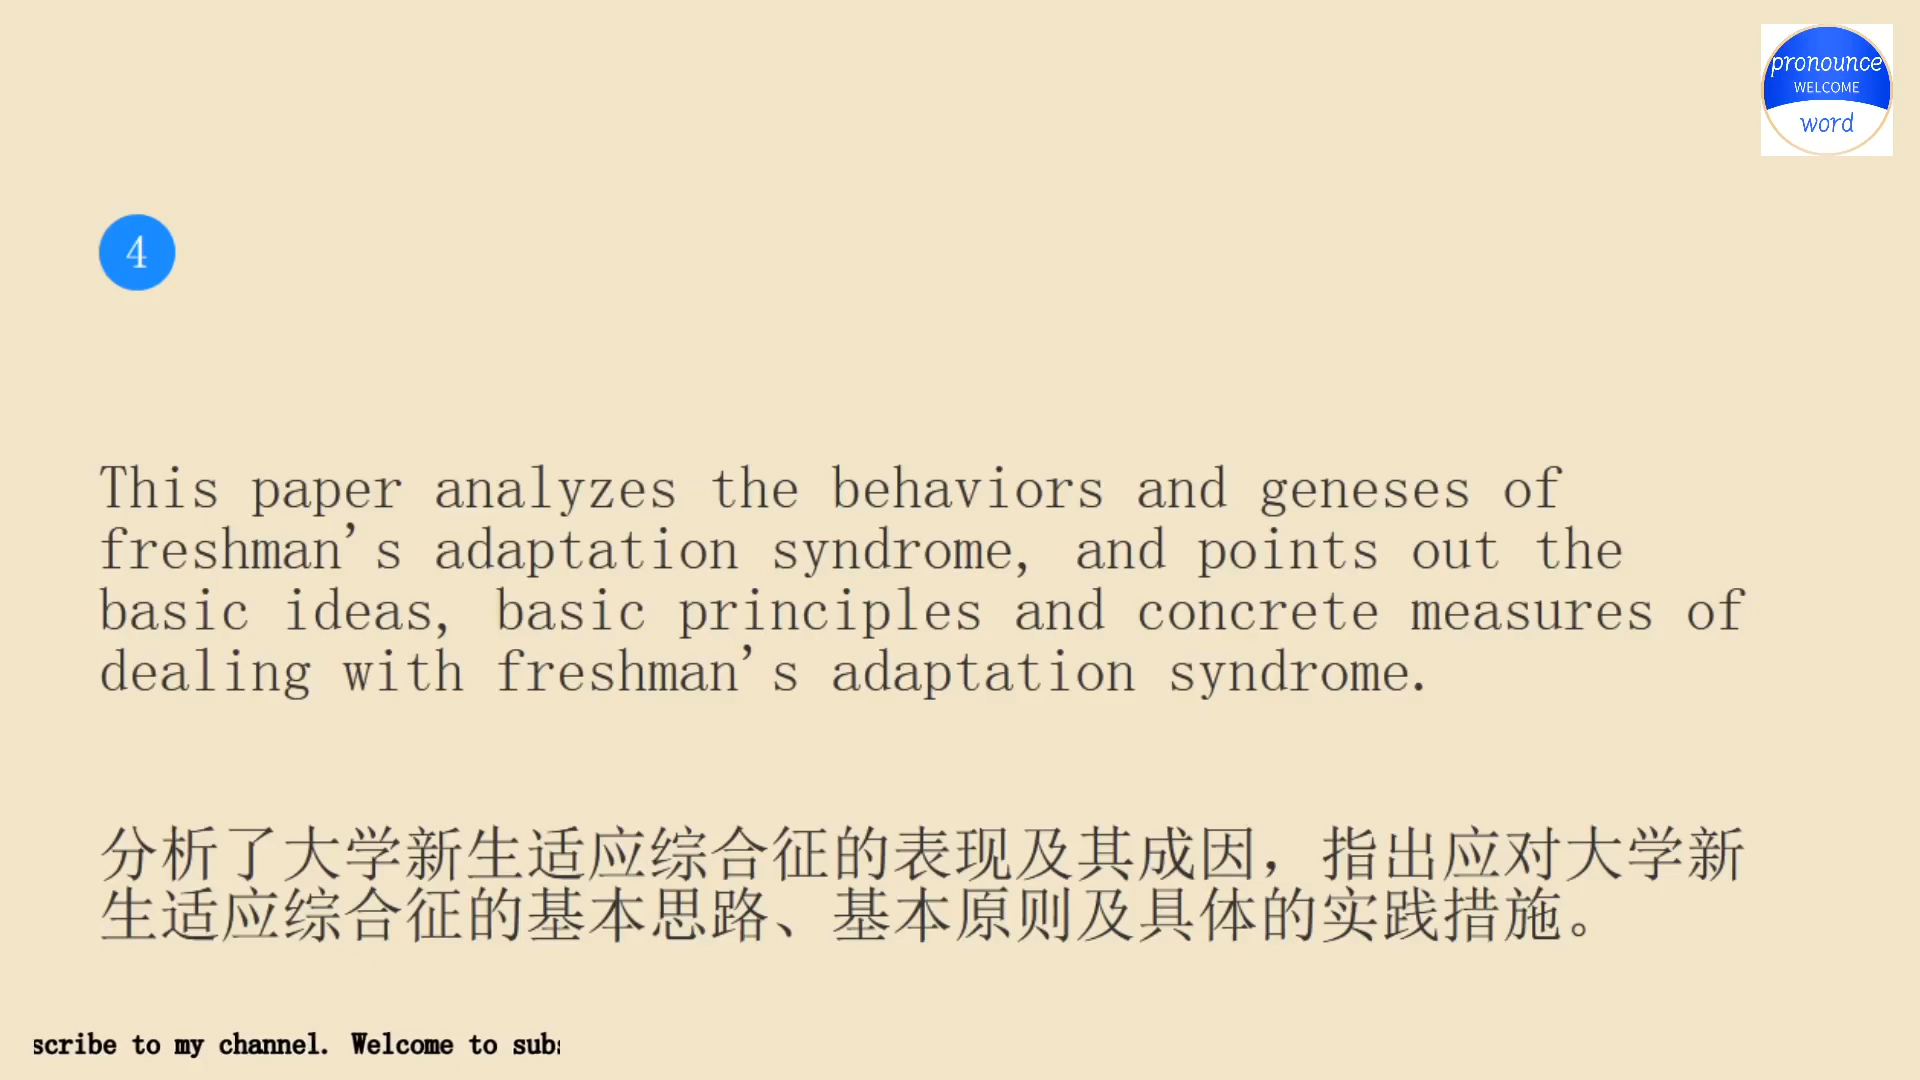 pronounce
WELCOME
word
4
This paper analyzes the behaviors and geneses of
freshman's adaptation syndrome, and points out the
basic ideas, basic principles and concrete measures of
dealing with freshman's adaptation syndrome.
分析了大学新生适应综合征的表现及其成因，指出应对大学新
生适应综合征的基本思路、基本原则及具体的实践措施。
scribe to my channel. Welcome to subs